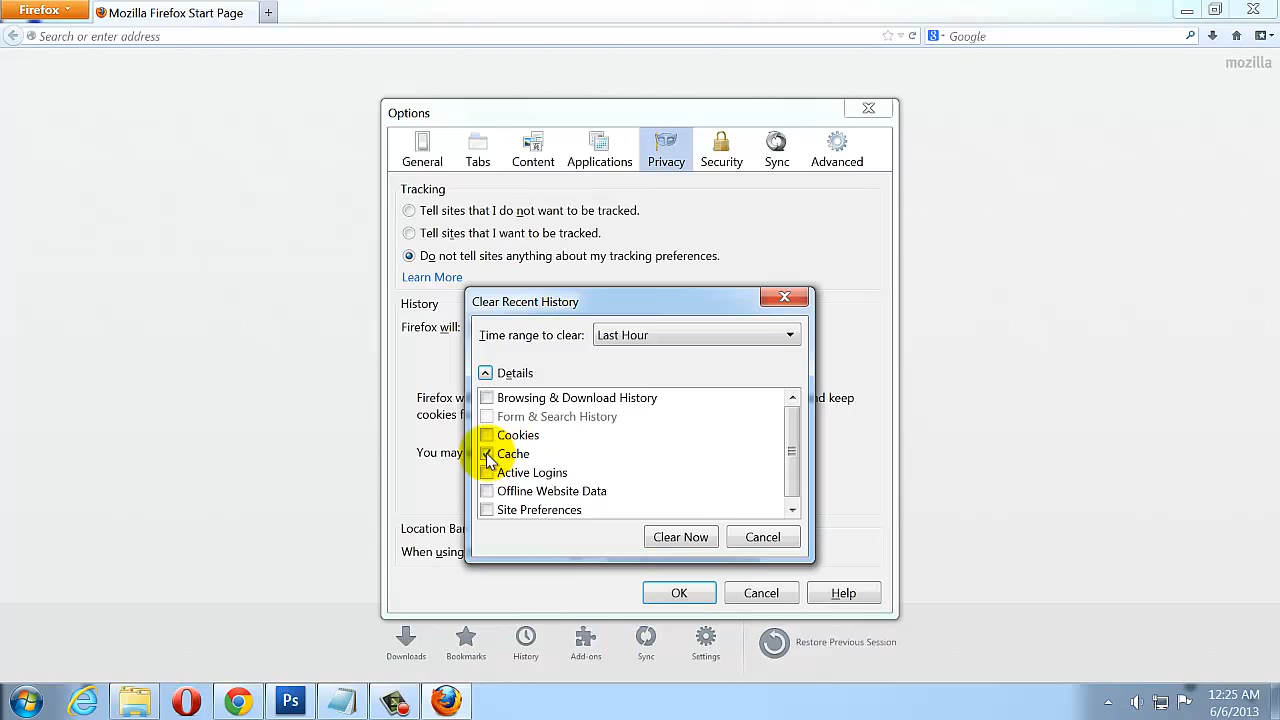 Firefox
Mozilla Firefox Start Page
Search or enter address
Google
mozilla
Options
General
Tabs
Content
Applications
Privacy
Security
Sync
Advanced
Tracking
Tell sites that I do not want to be tracked.
Tell sites that I want to be tracked.
Do not tell sites anything about my tracking preferences.
Learn More
History
Firefox will:
Clear Recent History
Time range to clear:
Last Hour
Details
Browsing & Download History
Form & Search History
Cookies
Cache
Active Logins
Offline Website Data
Site Preferences
Clear Now
Cancel
Firefox w
nd keep
cookies f
You may
Location Ba
When using
OK
Cancel
Help
Downloads
Bookmarks
History
Add-ons
Sync
Settings
Restore Previous Session
Ps
12:25 AM
6/6/2013